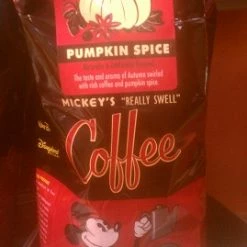 PUMPKIN SPICE
The taste and aroma of Autumn swirled
with rich coffee and pumpkin spice.
MICKEY'S "REALLY SWELL"
Coffee
Disneyland